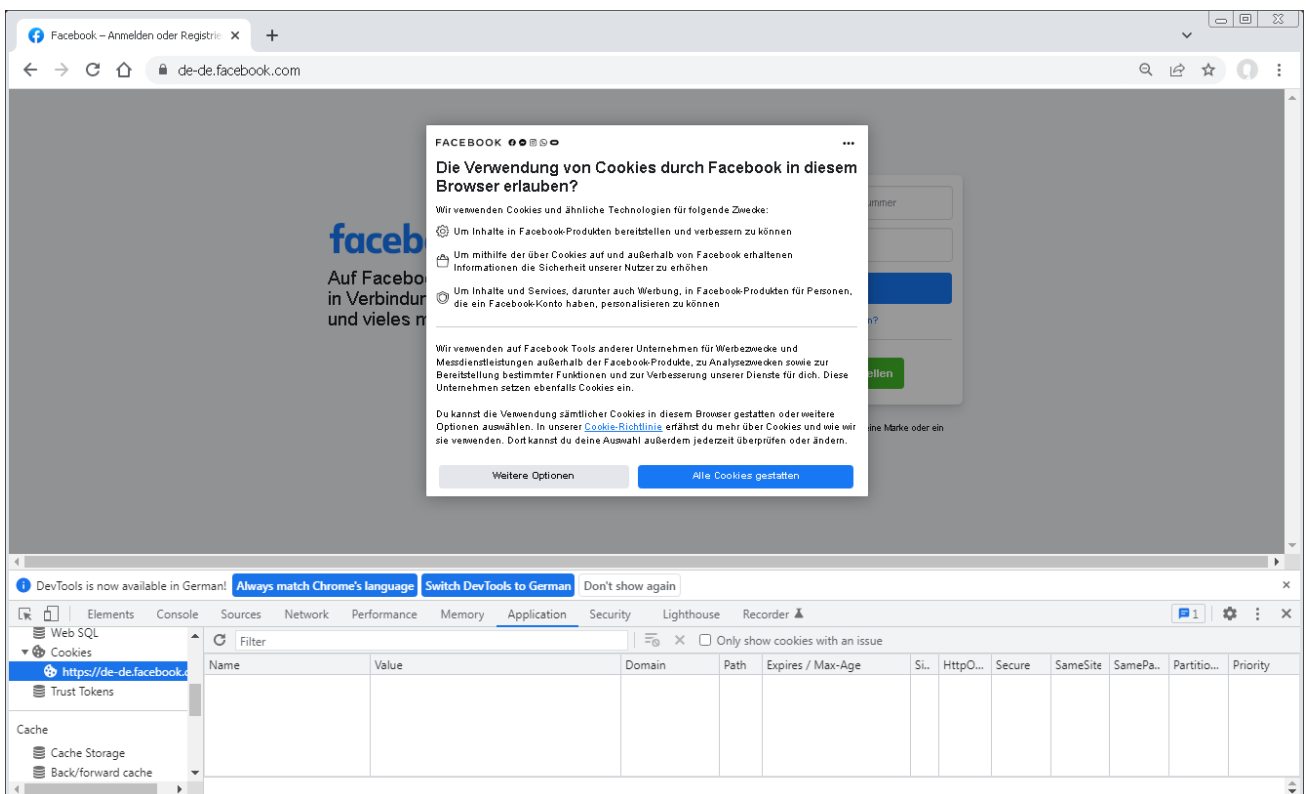 Facebook – Anmelden oder Registrie
de-de.facebook.com
FACEBOOK
Die Verwendung von Cookies durch Facebook in diesem
Browser erlauben?
Wir verwenden Cookies und ähnliche Technologien für folgende Zwecke:
Um Inhalte in Facebook-Produkten bereitstellen und verbessern zu können
Um mithilfe der über Cookies auf und außerhalb von Facebook erhaltenen
Informationen die Sicherheit unserer Nutzer zu erhöhen
Um Inhalte und Services, darunter auch Werbung, in Facebook-Produkten für Personen,
die ein Facebook-Konto haben, personalisieren zu können
Wir verwenden auf Facebook Tools anderer Unternehmen für Werbezwecke und
Messdienstleistungen außerhalb der Facebook-Produkte, zu Analysezwecken sowie zur
Bereitstellung bestimmter Funktionen und zur Verbesserung unserer Dienste für dich. Diese
Unternehmen setzen ebenfalls Cookies ein.
Du kannst die Verwendung sämtlicher Cookies in diesem Browser gestatten oder weitere
Optionen auswählen. In unserer Cookie-Richtlinie erfährst du mehr über Cookies und wie wir
sie verwenden. Dort kannst du deine Auswahl außerdem jederzeit überprüfen oder ändern.
Weitere Optionen
Alle Cookies gestatten
faceb
Auf Facebo
in Verbindun
und vieles m
ummer
n?
ellen
eine Marke oder ein
DevTools is now available in German! Always match Chrome's language Switch DevTools to German Don't show again
Elements Console Sources Network Performance Memory Application Security Lighthouse Recorder 1
Web SQL
Cookies
https://de-de.facebook.c
Trust Tokens
Cache
Cache Storage
Back/forward cache
Filter Only show cookies with an issue
Name Value Domain Path Expires / Max-Age Si.. HttpO... Secure SameSite SamePa.. Partitio... Priority